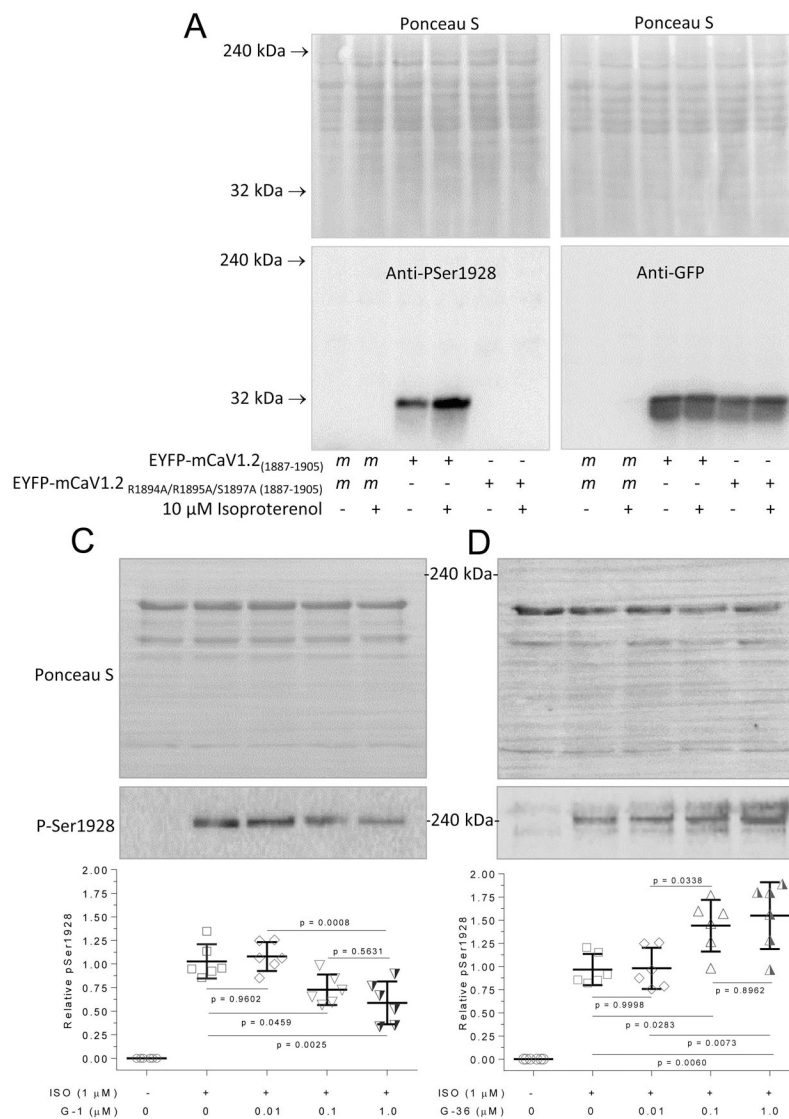 A
Ponceau S
Ponceau S
240 kDa →
32 kDa →
240 kDa →
Anti-PSer1928
Anti-GFP
32 kDa →
EYFP-mCaV1.2 (1887-1905) m m + + - - m m + + - -
EYFP-mCaV1.2 R1894A/R1895A/S1897A (1887-1905) m m - - + + m m - - + +
10 µM Isoproterenol - + - + - + - + - + - +
C
D
-240 kDa-
Ponceau S
P-Ser1928
-240 kDa-
2.00
1.75
1.50
1.25
1.00
0.75
0.50
0.25
0.00
Relative pSer1928
p = 0.0008
p = 0.5631
p = 0.9602
p = 0.0459
p = 0.0025
ISO (1 µM) - + + + +
G-1 (µM) 0 0 0.01 0.1 1.0
2.00
1.75
1.50
1.25
1.00
0.75
0.50
0.25
0.00
Relative pSer1928
p = 0.0338
p = 0.8962
p = 0.9998
p = 0.0283
p = 0.0073
p = 0.0060
ISO (1 µM) - + + + +
G-36 (µM) 0 0 0.01 0.1 1.0